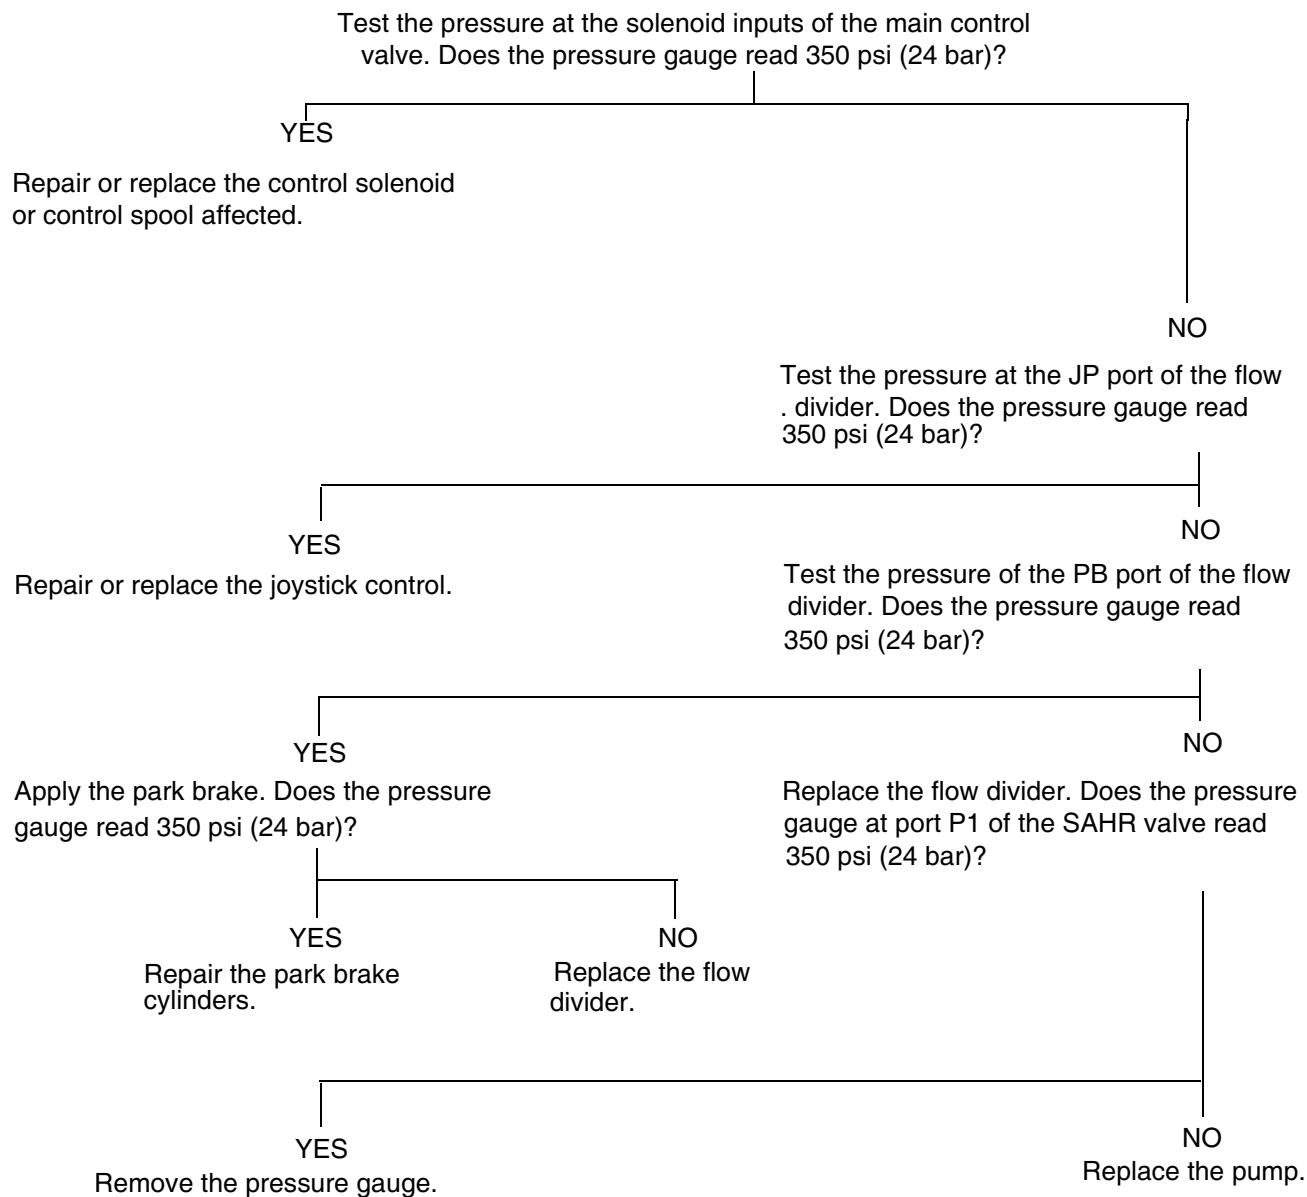 Test the pressure at the solenoid inputs of the main control
valve. Does the pressure gauge read 350 psi (24 bar)?
YES
Repair or replace the control solenoid
or control spool affected.
NO
Test the pressure at the JP port of the flow
. divider. Does the pressure gauge read
350 psi (24 bar)?
YES
Repair or replace the joystick control.
NO
Test the pressure of the PB port of the flow
divider. Does the pressure gauge read
350 psi (24 bar)?
YES
Apply the park brake. Does the pressure
gauge read 350 psi (24 bar)?
NO
Replace the flow divider. Does the pressure
gauge at port P1 of the SAHR valve read
350 psi (24 bar)?
YES
Repair the park brake
cylinders.
NO
Replace the flow
divider.
YES
Remove the pressure gauge.
NO
Replace the pump.